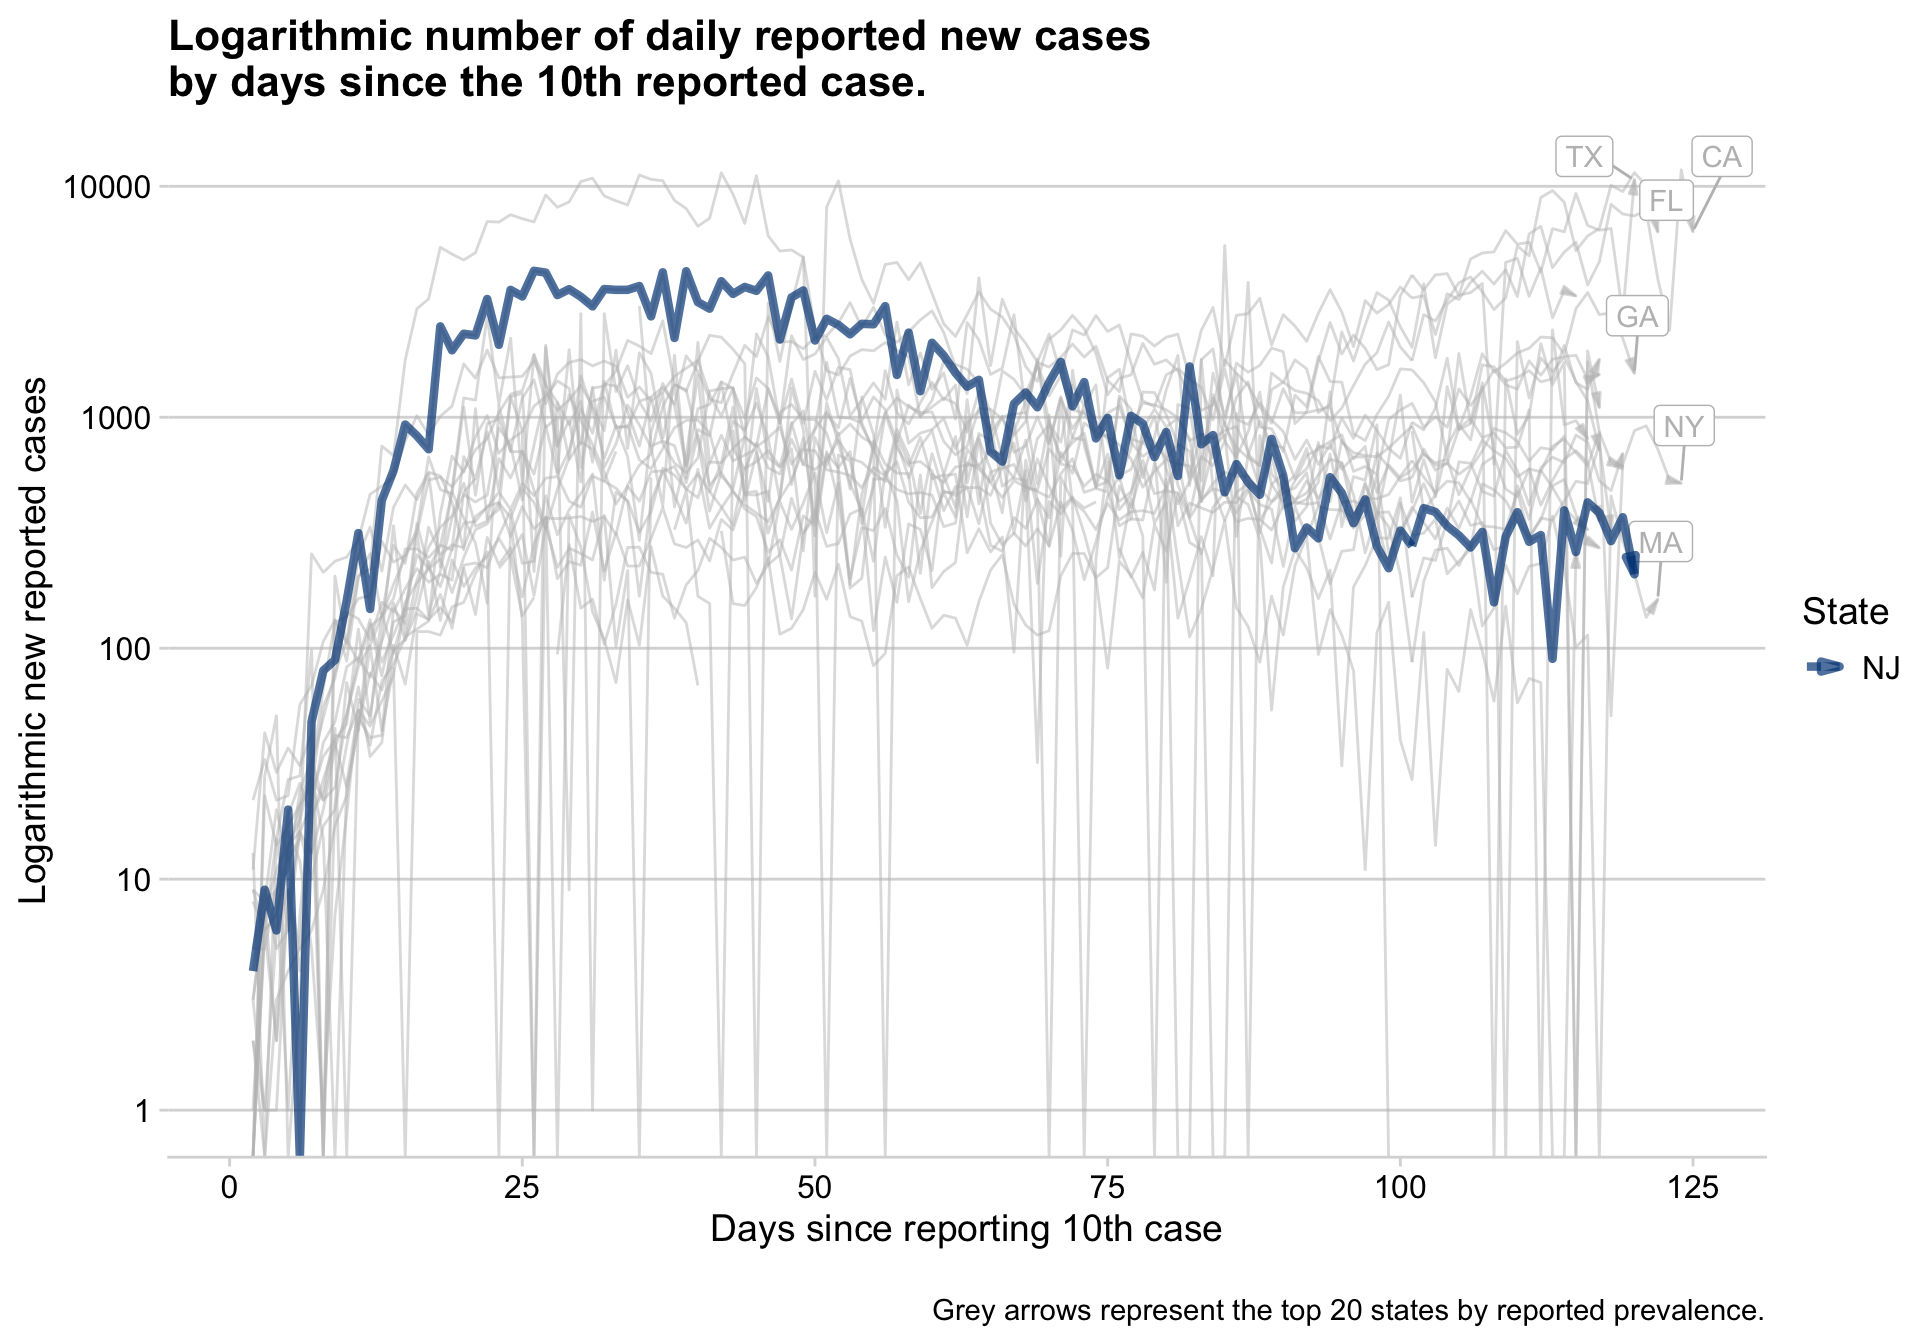 Logarithmic number of daily reported new cases
by days since the 10th reported case.
Logarithmic new reported cases
10000
1000
100
10
1
TX
CA
FL
GA
NY
MA
State
NJ
0 25 50 75 100 125
Days since reporting 10th case
Grey arrows represent the top 20 states by reported prevalence.